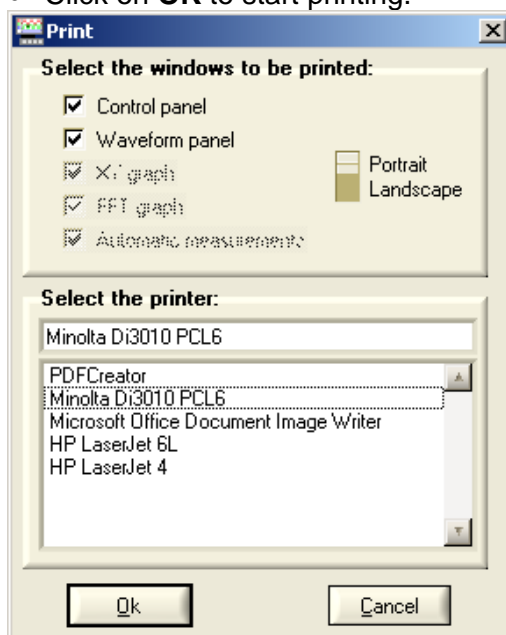 • Click on OK to start printing.
Print
Select the windows to be printed:
Control panel
Waveform panel
XY graph
FFT graph
Automatic measurements
Portrait
Landscape
Select the printer:
Minolta Di3010 PCL6
PDFCreator
Minolta Di3010 PCL6
Microsoft Office Document Image Writer
HP LaserJet 6L
HP LaserJet 4
Ok
Cancel